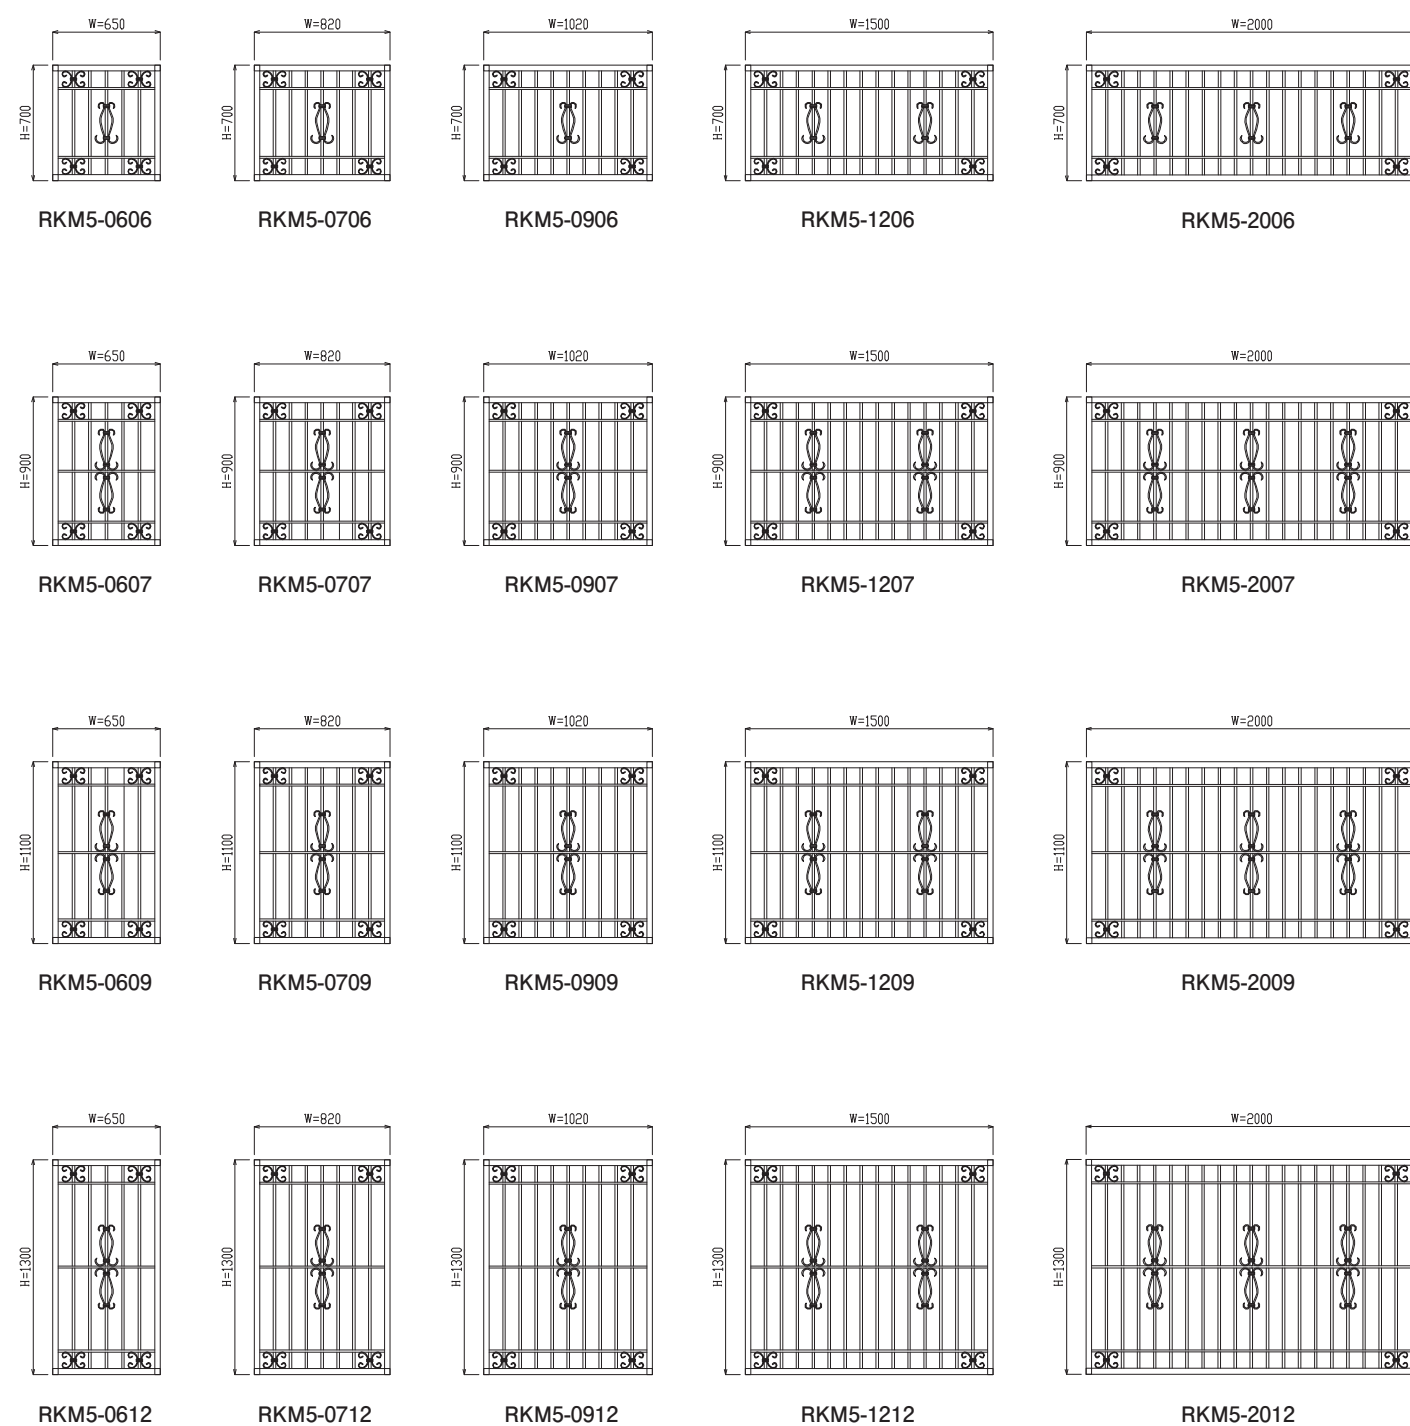 W=650 W=820 W=1020 W=1500 W=2000
H=700 H=700 H=700 H=700 H=700
RKM5-0606 RKM5-0706 RKM5-0906 RKM5-1206 RKM5-2006
W=650 W=820 W=1020 W=1500 W=2000
H=900 H=900 H=900 H=900 H=900
RKM5-0607 RKM5-0707 RKM5-0907 RKM5-1207 RKM5-2007
W=650 W=820 W=1020 W=1500 W=2000
H=1100 H=1100 H=1100 H=1100 H=1100
RKM5-0609 RKM5-0709 RKM5-0909 RKM5-1209 RKM5-2009
W=650 W=820 W=1020 W=1500 W=2000
H=1300 H=1300 H=1300 H=1300 H=1300
RKM5-0612 RKM5-0712 RKM5-0912 RKM5-1212 RKM5-2012